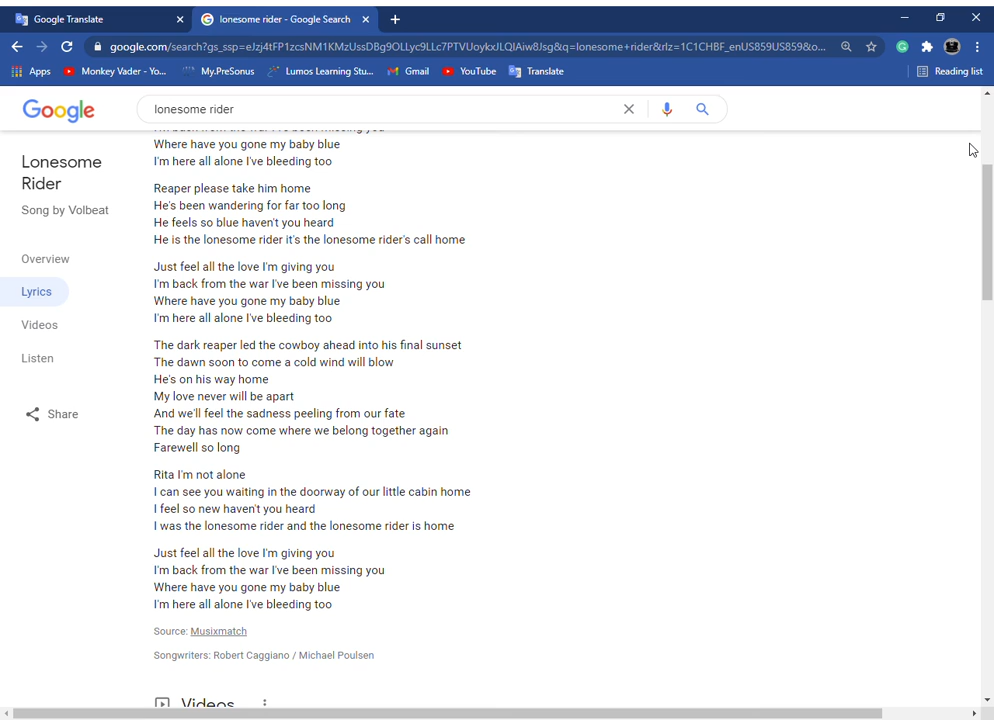 Google Translate
lonesome rider - Google Search
google.com/search?gs_ssp=eJzj4tFP1zcsNM1KMzUssDBg9OLLyc9LLc7PTVUoykxJLQIAiw8Jsg&q=lonesome+rider&rlz=1C1CHBF_enUS859US859&o...
Apps
Monkey Vader - Yo...
My.PreSonus
Lumos Learning Stu...
Gmail
YouTube
Translate
Reading list
Google
lonesome rider
Lonesome
Rider
Song by Volbeat
Overview
Lyrics
Videos
Listen
Share
I'm back from the war I've been missing you
Where have you gone my baby blue
I'm here all alone I've bleeding too
Reaper please take him home
He's been wandering for far too long
He feels so blue haven't you heard
He is the lonesome rider it's the lonesome rider's call home
Just feel all the love I'm giving you
I'm back from the war I've been missing you
Where have you gone my baby blue
I'm here all alone I've bleeding too
The dark reaper led the cowboy ahead into his final sunset
The dawn soon to come a cold wind will blow
He's on his way home
My love never will be apart
And we'll feel the sadness peeling from our fate
The day has now come where we belong together again
Farewell so long
Rita I'm not alone
I can see you waiting in the doorway of our little cabin home
I feel so new haven't you heard
I was the lonesome rider and the lonesome rider is home
Just feel all the love I'm giving you
I'm back from the war I've been missing you
Where have you gone my baby blue
I'm here all alone I've bleeding too
Source: Musixmatch
Songwriters: Robert Caggiano / Michael Poulsen
Videos